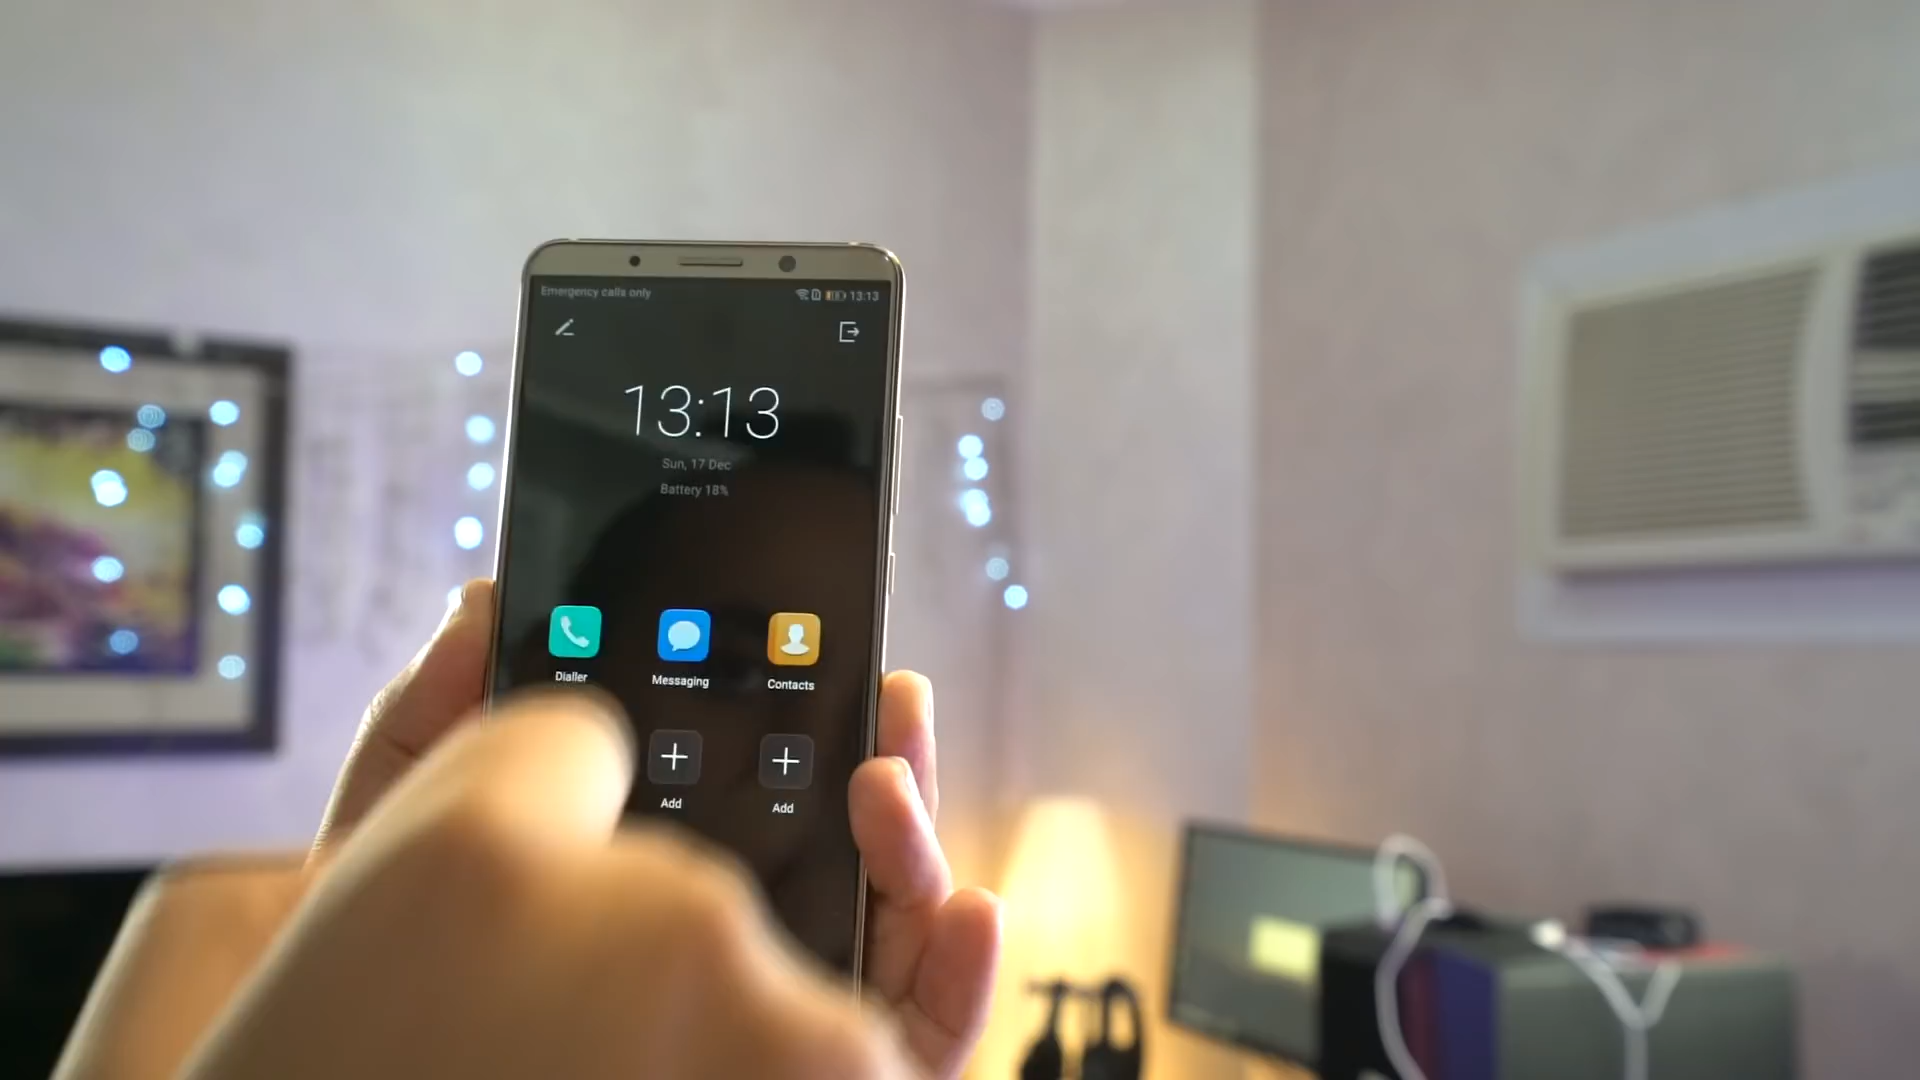 Emergency calls only
13:13
13:13
Sun, 17 Dec
Battery 18%
Dialler
Messaging
Contacts
Add
Add